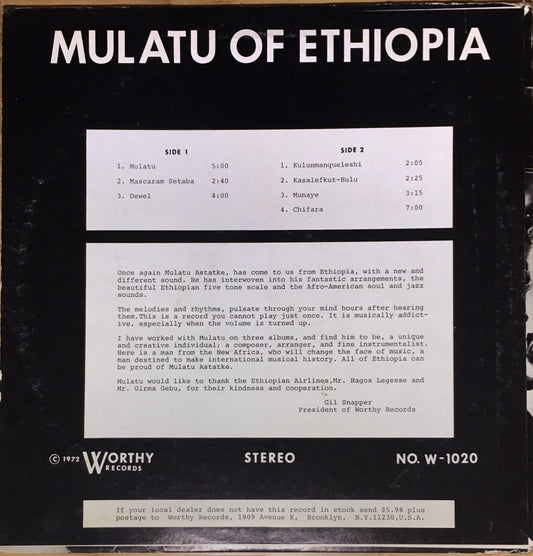 MULATU OF ETHIOPIA
SIDE 1
1. Mulatu 5:00
2. Mascaram Setaba 2:40
3. Dewel 4:00
SIDE 2
1. Kulunmanqueleshi 2:05
2. Kasalefkut-Hulu 2:25
3. Munaye 3:15
4. Chifara 7:00
Once again Mulatu Astatke, has come to us from Ethiopia, with a new and
different sound. He has interwoven into his fantastic arrangements, the
beautiful Ethiopian five tone scale and the Afro-American soul and jazz
sounds.
The melodies and rhythms, pulsate through your mind hours after hearing
them.This is a record you cannot play just once. It is musically addict-
ive, especially when the volume is turned up.
I have worked with Mulatu on three albums, and find him to be, a unique
and creative individual; a composer, arranger, and fine instrumentalist.
Here is a man from the New Africa, who will change the face of music, a
man destined to make international musical history. All of Ethiopia can
be proud of Mulatu Astatke.
Mulatu would like to thank the Ethiopian Airlines,Mr. Hagos Legesse and
Mr. Girma Gebu, for their kindness and cooperation.
Gil Snapper
President of Worthy Records
© 1972 WORTHY RECORDS
STEREO
NO. W-1020
If your local dealer does not have this record in stock send $5.98 plus
postage to Worthy Records, 1909 Avenue K, Brooklyn, N.Y.11230,U.S.A.